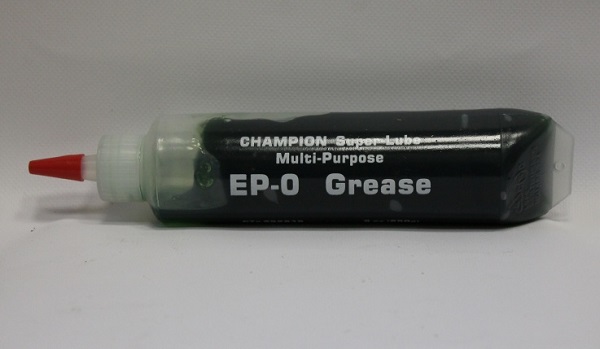 CHAMPION Super Lube
Multi-Purpose
EP-0 Grease